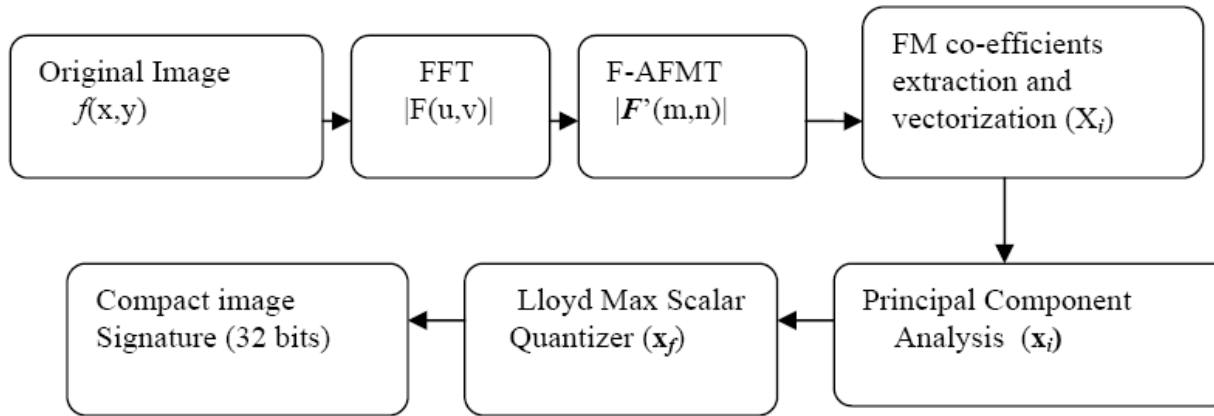 Original Image
f(x,y)
FFT
|F(u,v)|
F-AFMT
|F’(m,n)|
FM co-efficients
extraction and
vectorization (Xi)
Principal Component
Analysis (xi)
Lloyd Max Scalar
Quantizer (xf)
Compact image
Signature (32 bits)